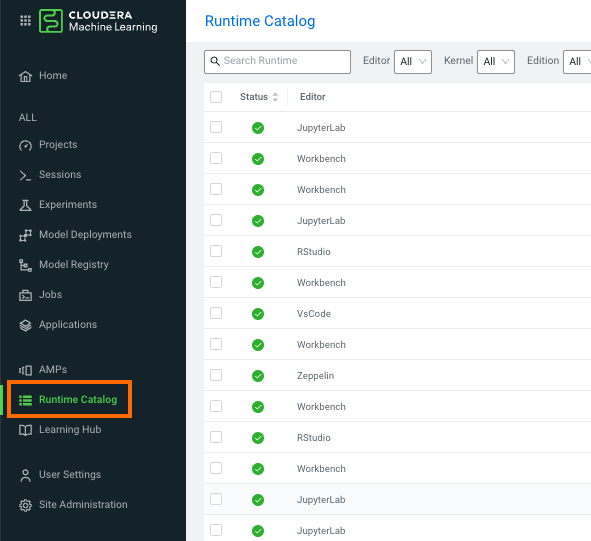 CLOUDERA
Machine Learning
Home
ALL
Projects
Sessions
Experiments
Model Deployments
Model Registry
Jobs
Applications
AMPs
Runtime Catalog
Learning Hub
User Settings
Site Administration
Runtime Catalog
Search Runtime Editor All Kernel All Edition All
Status Editor
JupyterLab
Workbench
Workbench
JupyterLab
RStudio
Workbench
VsCode
Workbench
Zeppelin
Workbench
RStudio
Workbench
JupyterLab
JupyterLab